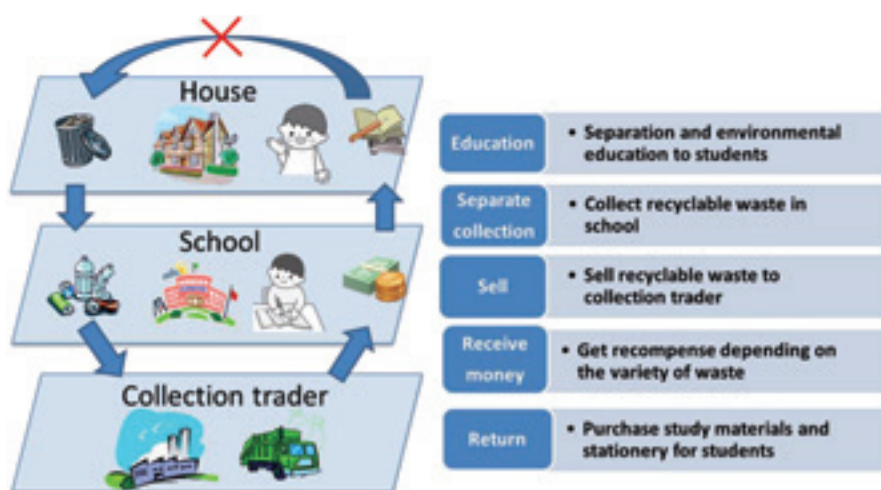 House
School
Collection trader
Education
• Separation and environmental
education to students
Separate
collection
• Collect recyclable waste in
school
Sell
• Sell recyclable waste to
collection trader
Receive
money
• Get recompense depending on
the variety of waste
Return
• Purchase study materials and
stationery for students